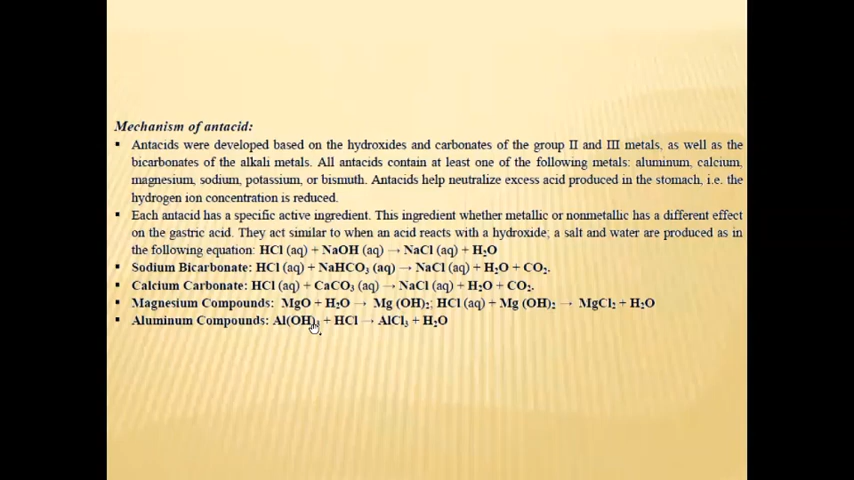 Mechanism of antacid:
▪ Antacids were developed based on the hydroxides and carbonates of the group II and III metals, as well as the
bicarbonates of the alkali metals. All antacids contain at least one of the following metals: aluminum, calcium,
magnesium, sodium, potassium, or bismuth. Antacids help neutralize excess acid produced in the stomach, i.e. the
hydrogen ion concentration is reduced.
▪ Each antacid has a specific active ingredient. This ingredient whether metallic or nonmetallic has a different effect
on the gastric acid. They act similar to when an acid reacts with a hydroxide; a salt and water are produced as in
the following equation: HCl (aq) + NaOH (aq) → NaCl (aq) + H₂O
▪ Sodium Bicarbonate: HCl (aq) + NaHCO₃ (aq) → NaCl (aq) + H₂O + CO₂.
▪ Calcium Carbonate: HCl (aq) + CaCO₃ (aq) → NaCl (aq) + H₂O + CO₂.
▪ Magnesium Compounds: MgO + H₂O → Mg (OH)₂; HCl (aq) + Mg (OH)₂ → MgCl₂ + H₂O
▪ Aluminum Compounds: Al(OH)₃ + HCl → AlCl₃ + H₂O